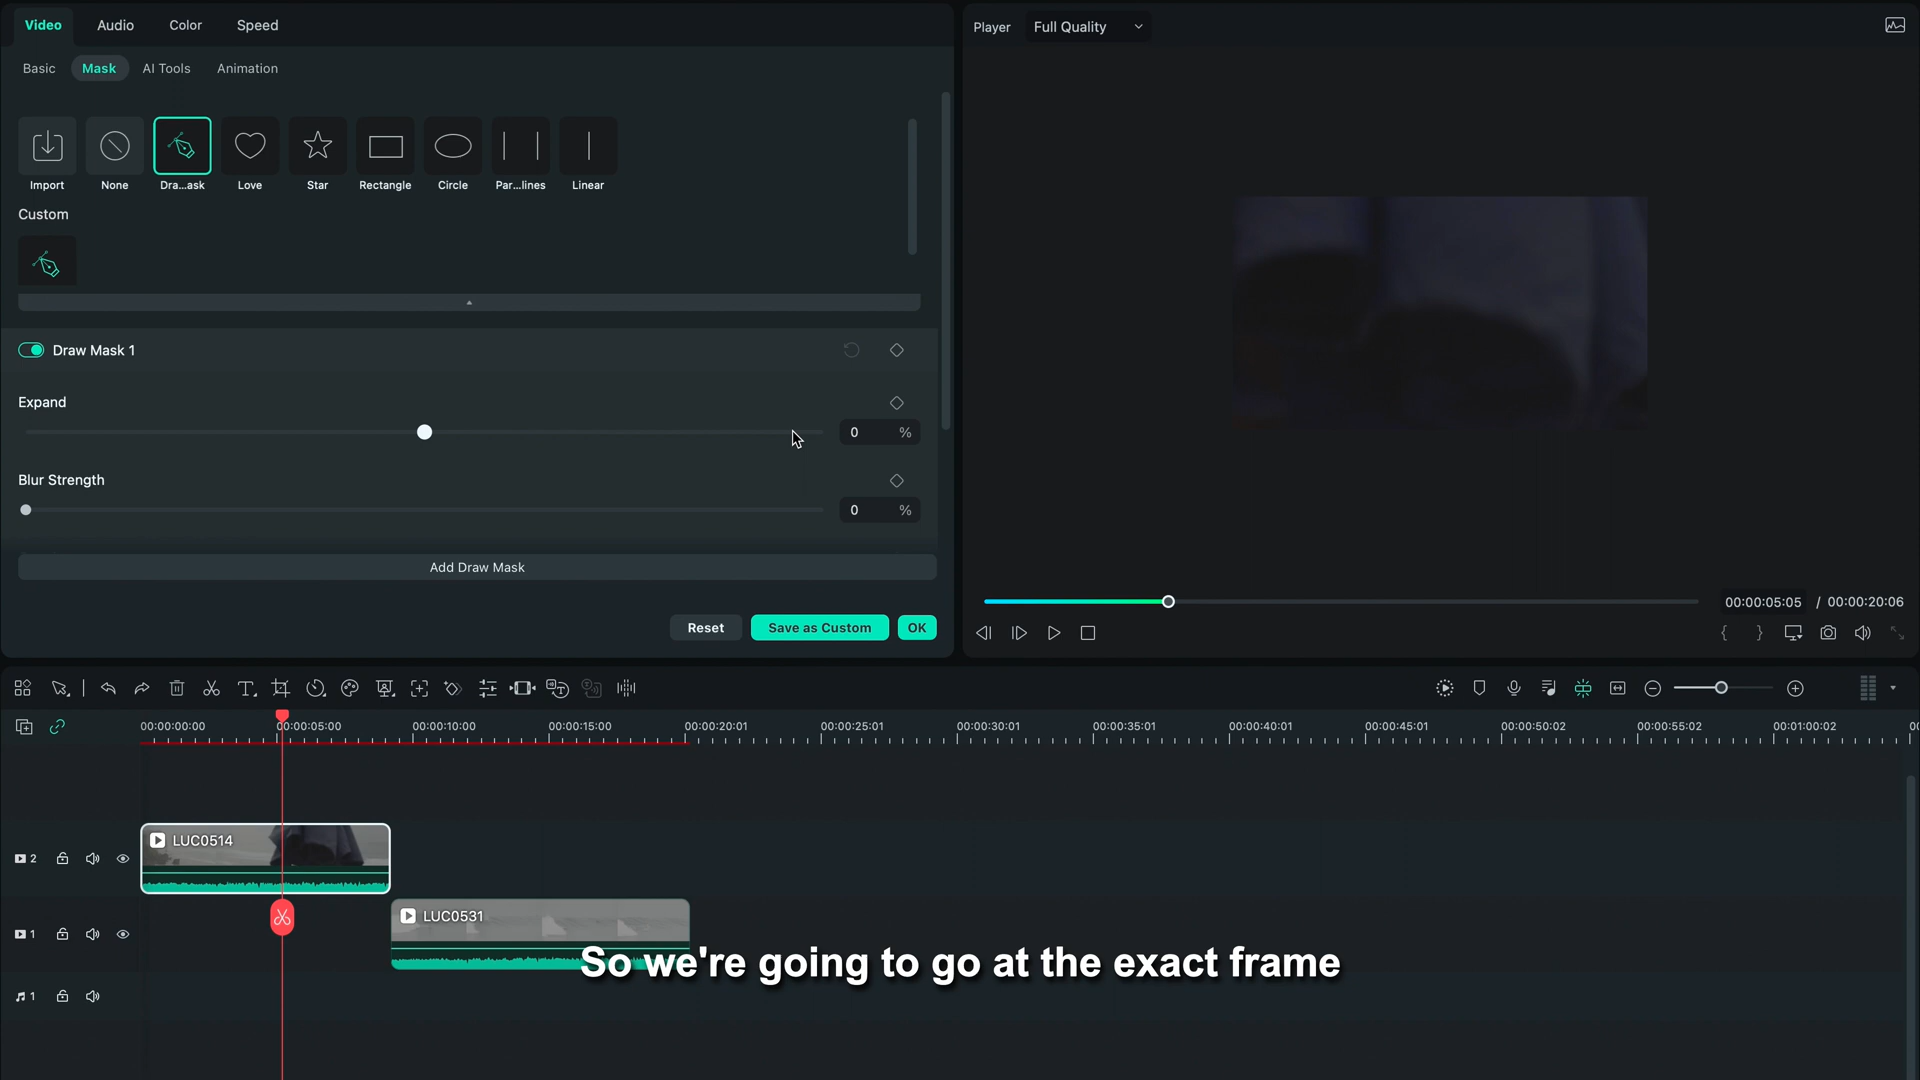 Video Audio Color Speed
Basic Mask AI Tools Animation
Import None Dra...ask Love Star Rectangle Circle Par...lines Linear
Custom
Draw Mask 1
Expand
0 %
Blur Strength
0 %
Add Draw Mask
Reset Save as Custom OK
Player Full Quality
00:00:05:05 / 00:00:20:06
00:00:00:00 00:00:05:00 00:00:10:00 00:00:15:00 00:00:20:01 00:00:25:01 00:00:30:01 00:00:35:01 00:00:40:01 00:00:45:01 00:00:50:02 00:00:55:02 00:01:00:02
2 LUC0514
1 LUC0531
So we're going to go at the exact frame
1